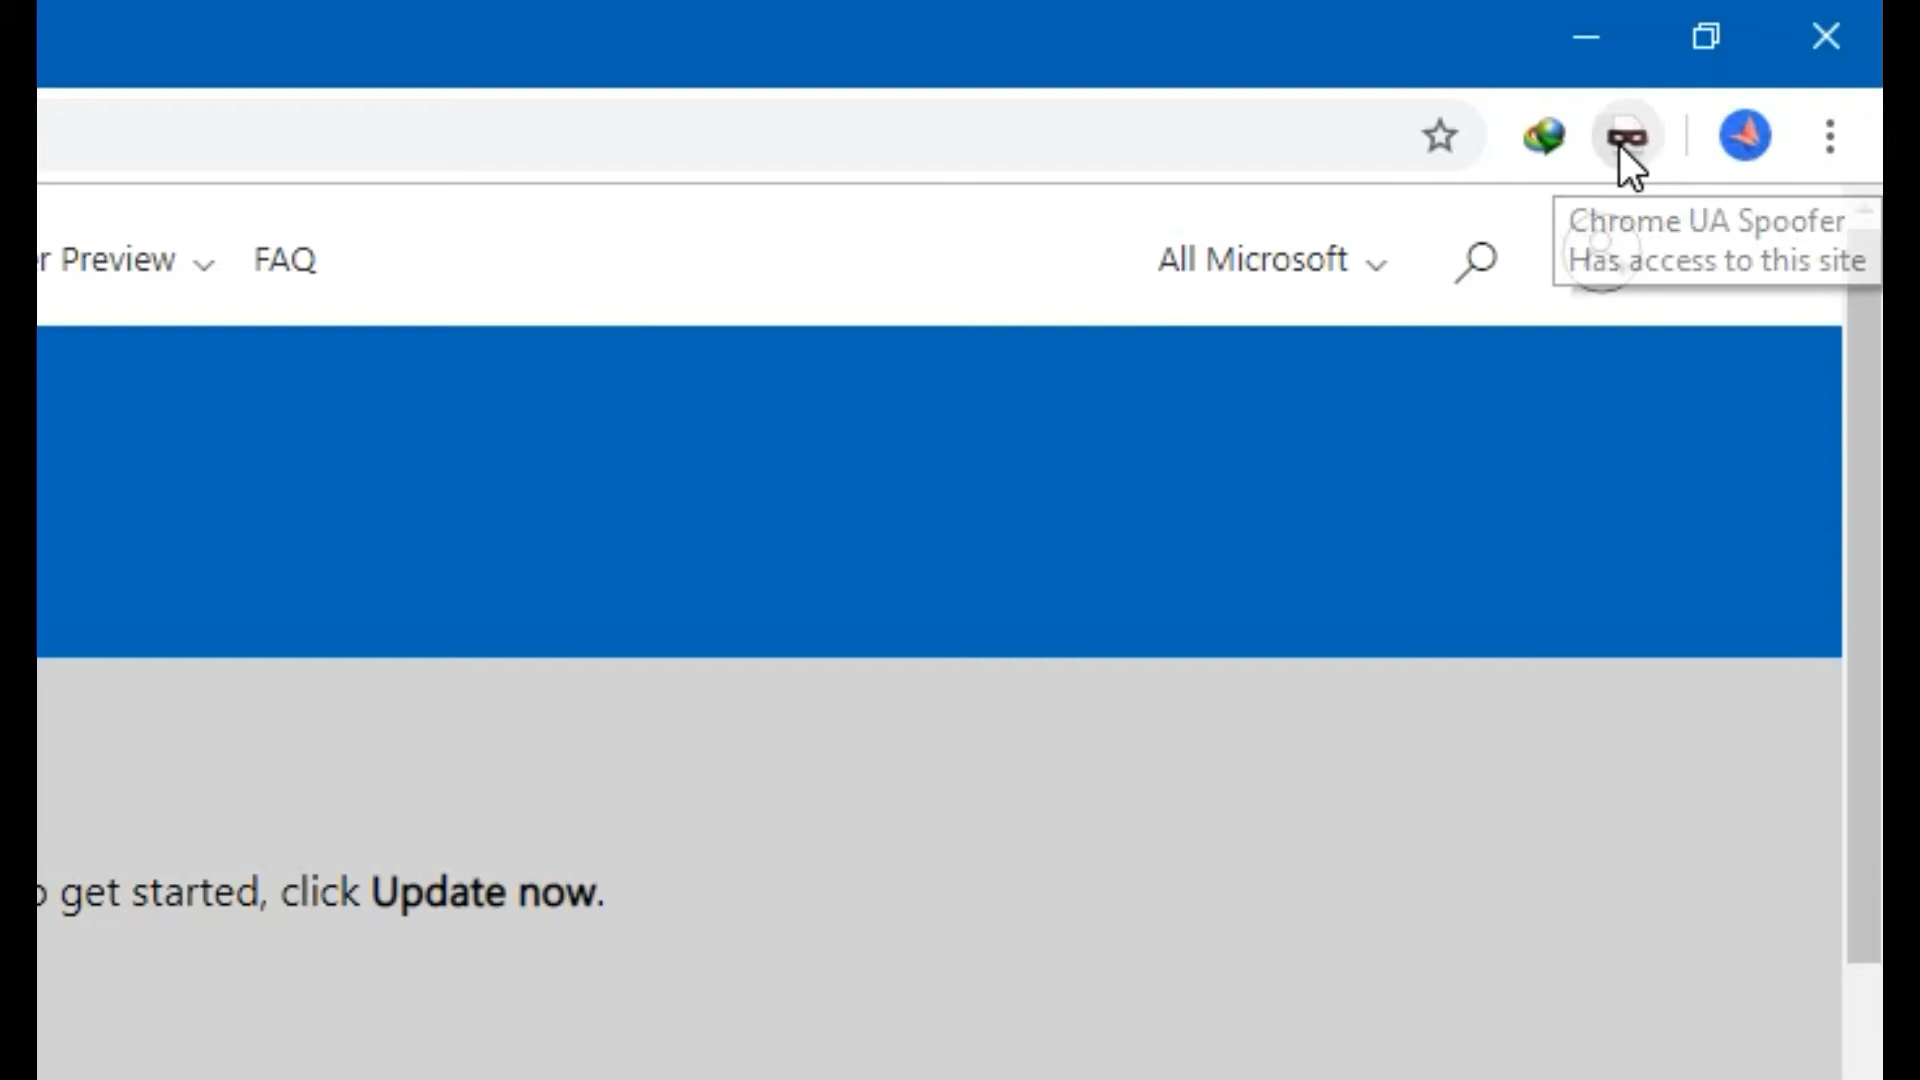 r Preview FAQ All Microsoft
Chrome UA Spoofer
Has access to this site
get started, click Update now.